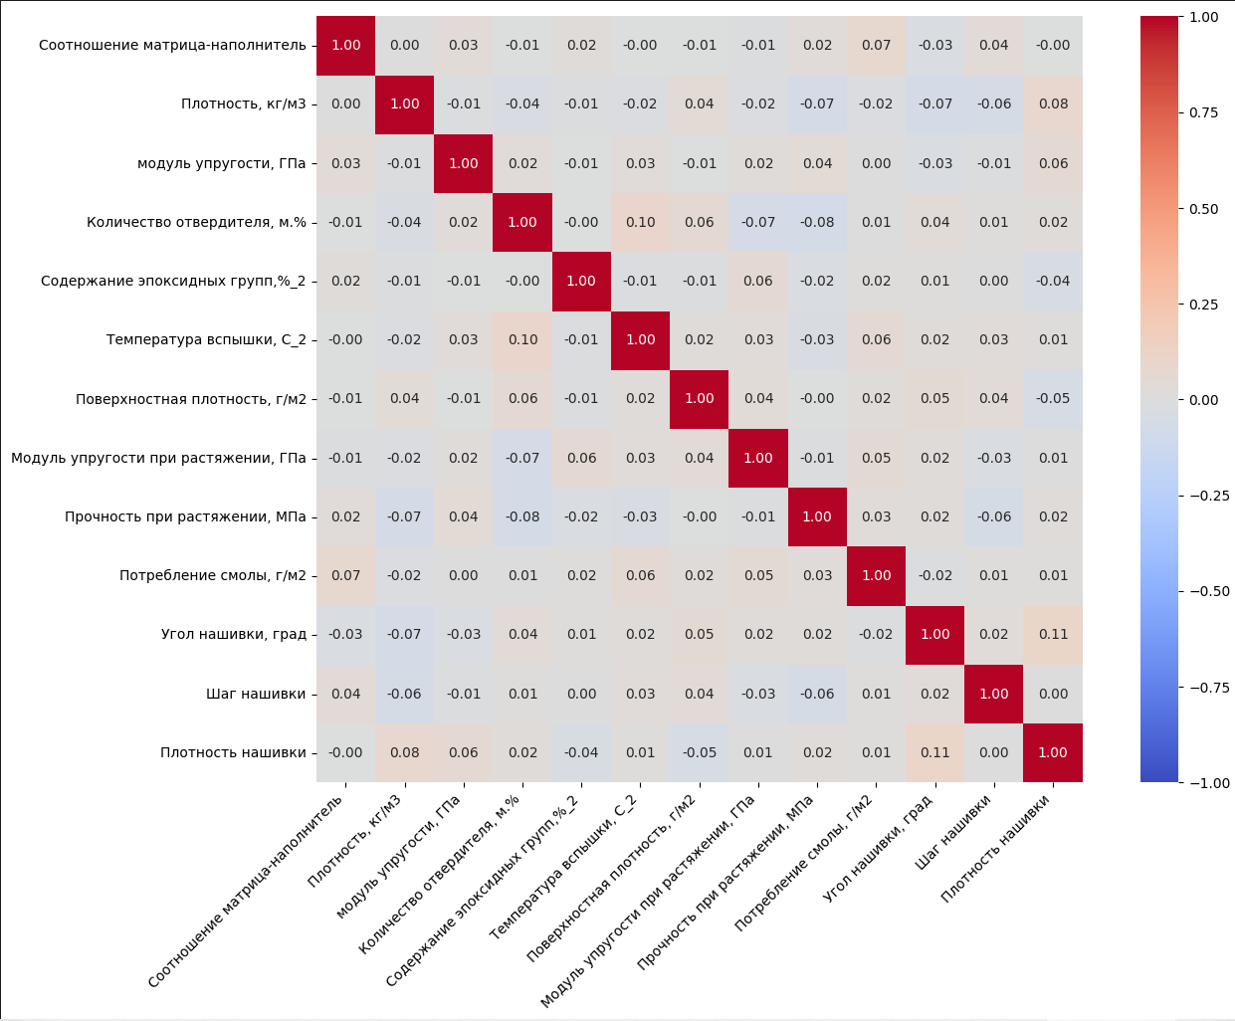 Соотношение матрица-наполнитель 1.00 0.00 0.03 -0.01 0.02 -0.00 -0.01 -0.01 0.02 0.07 -0.03 0.04 -0.00
Плотность, кг/м3 0.00 1.00 -0.01 -0.04 -0.01 -0.02 0.04 -0.02 -0.07 -0.02 -0.07 -0.06 0.08
модуль упругости, ГПа 0.03 -0.01 1.00 0.02 -0.01 0.03 -0.01 0.02 0.04 0.00 -0.03 -0.01 0.06
Количество отвердителя, м.% -0.01 -0.04 0.02 1.00 -0.00 0.10 0.06 -0.07 -0.08 0.01 0.04 0.01 0.02
Содержание эпоксидных групп,%_2 0.02 -0.01 -0.01 -0.00 1.00 -0.01 -0.01 0.06 -0.02 0.02 0.01 0.00 -0.04
Температура вспышки, С_2 -0.00 -0.02 0.03 0.10 -0.01 1.00 0.02 0.03 -0.03 0.06 0.02 0.03 0.01
Поверхностная плотность, г/м2 -0.01 0.04 -0.01 0.06 -0.01 0.02 1.00 0.04 -0.00 0.02 0.05 0.04 -0.05
Модуль упругости при растяжении, ГПа -0.01 -0.02 0.02 -0.07 0.06 0.03 0.04 1.00 -0.01 0.05 0.02 -0.03 0.01
Прочность при растяжении, МПа 0.02 -0.07 0.04 -0.08 -0.02 -0.03 -0.00 -0.01 1.00 0.03 0.02 -0.06 0.02
Потребление смолы, г/м2 0.07 -0.02 0.00 0.01 0.02 0.06 0.02 0.05 0.03 1.00 -0.02 0.01 0.01
Угол нашивки, град -0.03 -0.07 -0.03 0.04 0.01 0.02 0.05 0.02 0.02 -0.02 1.00 0.02 0.11
Шаг нашивки 0.04 -0.06 -0.01 0.01 0.00 0.03 0.04 -0.03 -0.06 0.01 0.02 1.00 0.00
Плотность нашивки -0.00 0.08 0.06 0.02 -0.04 0.01 -0.05 0.01 0.02 0.01 0.11 0.00 1.00
Соотношение матрица-наполнитель
Плотность, кг/м3
модуль упругости, ГПа
Количество отвердителя, м.%
Содержание эпоксидных групп,%_2
Температура вспышки, С_2
Поверхностная плотность, г/м2
Модуль упругости при растяжении, ГПа
Прочность при растяжении, МПа
Потребление смолы, г/м2
Угол нашивки, град
Шаг нашивки
Плотность нашивки
1.00
0.75
0.50
0.25
0.00
−0.25
−0.50
−0.75
−1.00